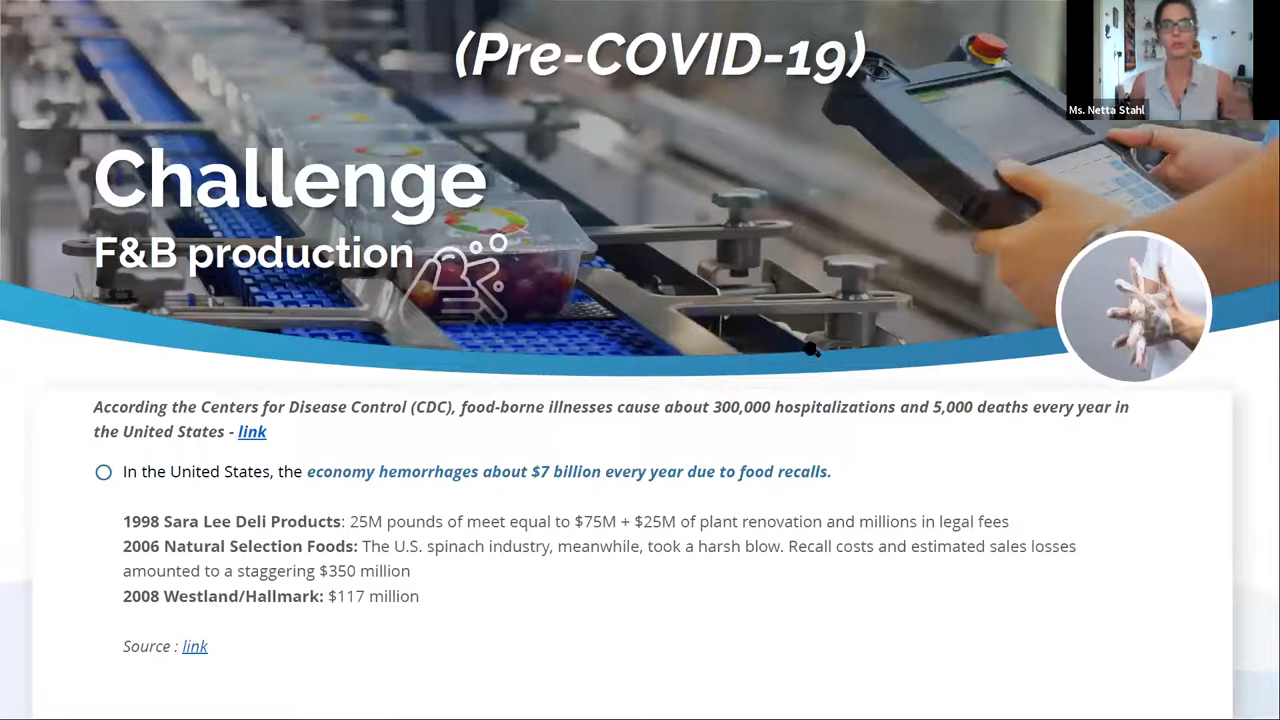 (Pre-COVID-19)
Ms. Netta Stahl
Challenge
F&B production
According the Centers for Disease Control (CDC), food-borne illnesses cause about 300,000 hospitalizations and 5,000 deaths every year in
the United States - link
In the United States, the economy hemorrhages about $7 billion every year due to food recalls.
1998 Sara Lee Deli Products: 25M pounds of meet equal to $75M + $25M of plant renovation and millions in legal fees
2006 Natural Selection Foods: The U.S. spinach industry, meanwhile, took a harsh blow. Recall costs and estimated sales losses
amounted to a staggering $350 million
2008 Westland/Hallmark: $117 million
Source : link